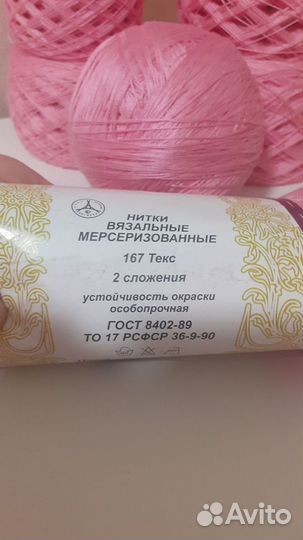 НИТКИ
ВЯЗАЛЬНЫЕ
МЕРСЕРИЗОВАННЫЕ
167 Текс
2 сложения
устойчивость окраски
особопрочная
ГОСТ 8402-89
ТО 17 РСФСР 36-9-90
Avito